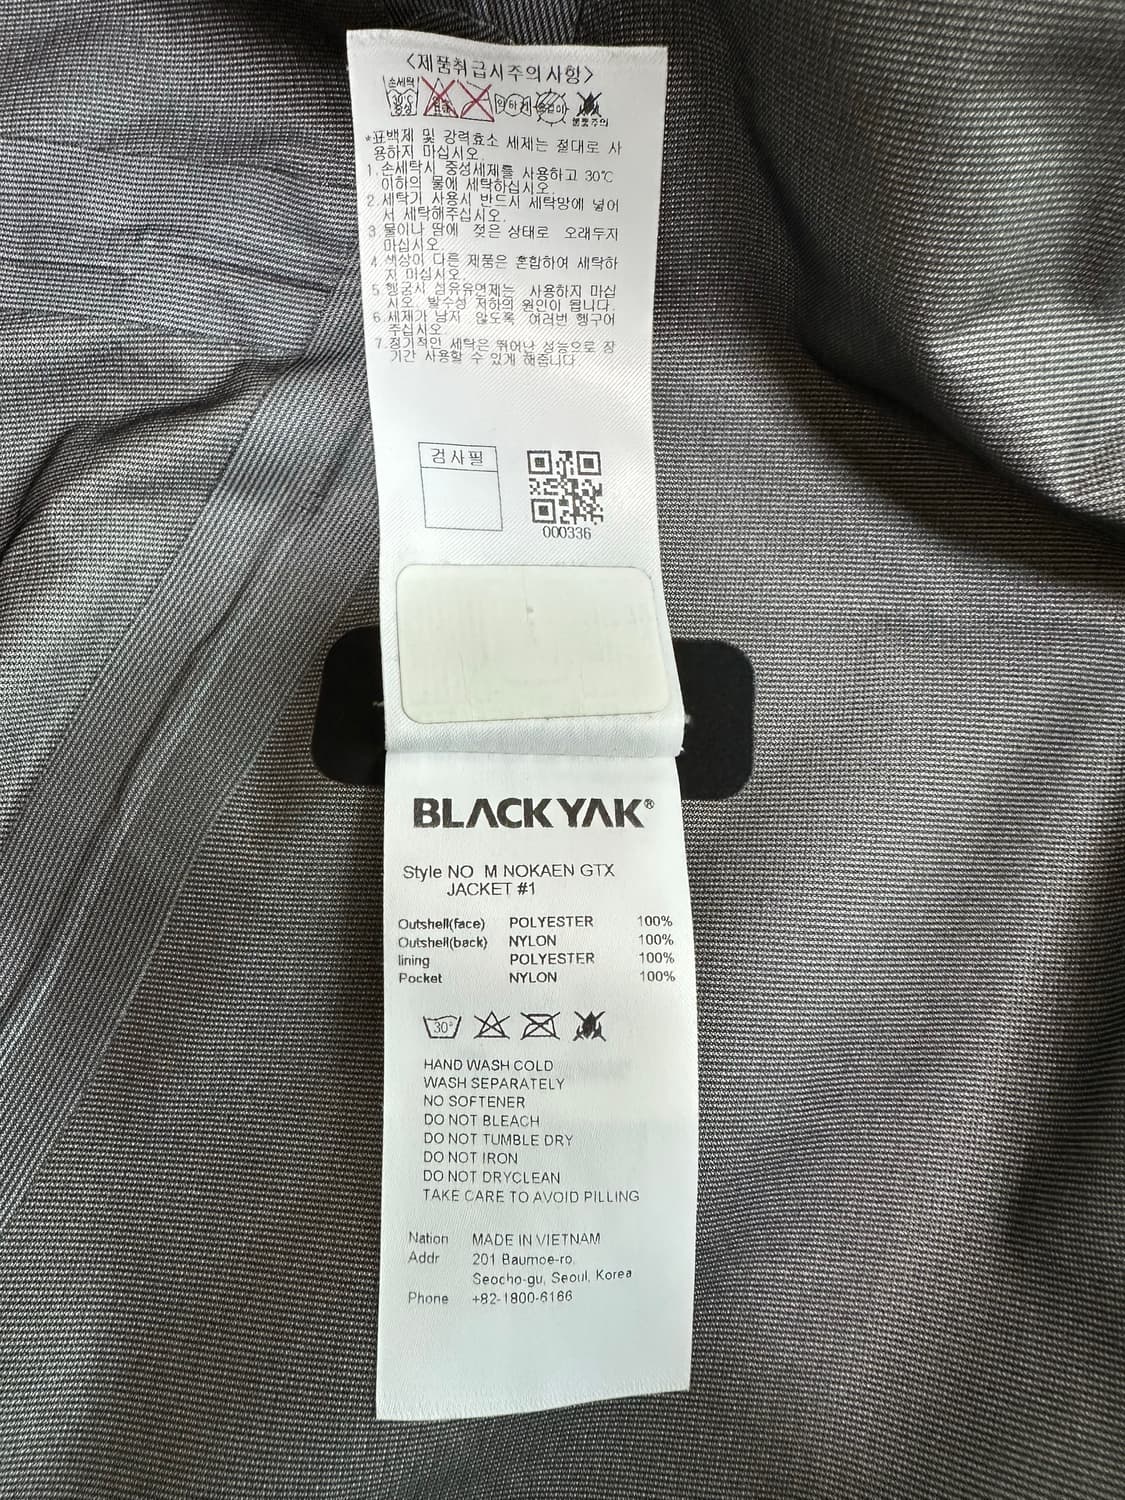 <제품취급시주의사항>
손세탁
중성
*표백제 및 강력효소 세제는 절대로 사
용하지 마십시오.
1.손세탁시 중성세제를 사용하고 30℃
이하의 물에 세탁하십시오.
2.세탁기 사용시 반드시 세탁망에 넣어
서 세탁해주십시오.
3.물이나 땀에 젖은 상태로 오래두지
마십시오.
4.색상이 다른 제품은 혼합하여 세탁하
지 마십시오.
5.헹굼시 섬유유연제는 사용하지 마십
시오. 발수성 저하의 원인이 됩니다.
6.세제가 남지 않도록 여러번 헹구어
주십시오.
7.정기적인 세탁은 뛰어난 성능으로 장
기간 사용할 수 있게 해줍니다.
검사필
000336
BLACKYAK®
Style NO M NOKAEN GTX
JACKET #1
Outshell(face) POLYESTER 100%
Outshell(back) NYLON 100%
lining POLYESTER 100%
Pocket NYLON 100%
30°
HAND WASH COLD
WASH SEPARATELY
NO SOFTENER
DO NOT BLEACH
DO NOT TUMBLE DRY
DO NOT IRON
DO NOT DRYCLEAN
TAKE CARE TO AVOID PILLING
Nation MADE IN VIETNAM
Addr 201 Baumoe-ro,
Seocho-gu, Seoul, Korea
Phone +82-1800-6166